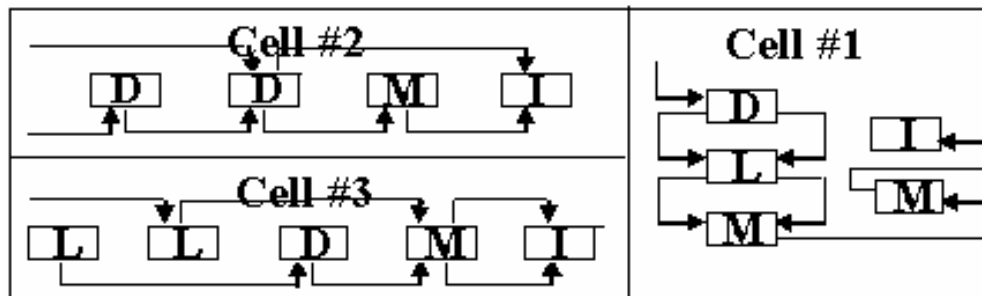 Cell #2
D D M I
Cell #3
L L D M I
Cell #1
D
I
L
M
M